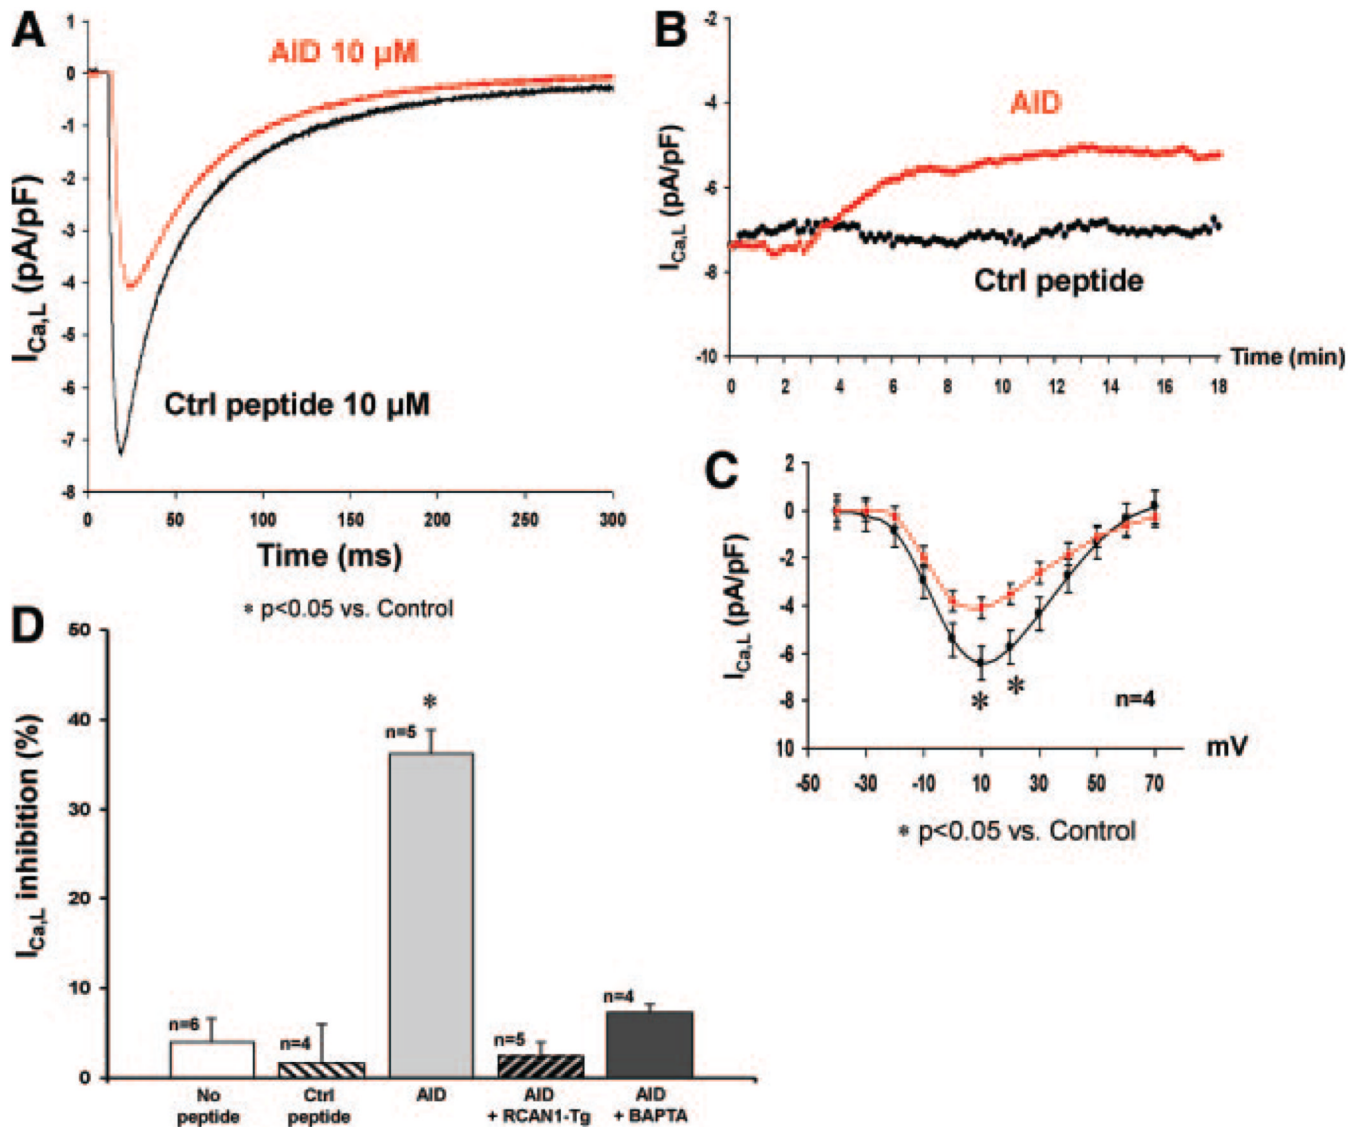 A
1
0
-1
-2
-3
-4
-5
-6
-7
-8
I Ca,L (pA/pF)
AID 10 µM
Ctrl peptide 10 µM
0 50 100 150 200 250 300
Time (ms)
B
-2
-4
-6
-8
-10
I Ca,L (pA/pF)
AID
Ctrl peptide
Time (min)
0 2 4 6 8 10 12 14 16 18
C
2
0
-2
-4
-6
-8
10
I Ca,L (pA/pF)
* *
n=4
mV
-50 -30 -10 10 30 50 70
* p<0.05 vs. Control
D
* p<0.05 vs. Control
50
40
30
20
10
0
I Ca,L inhibition (%)
n=6
n=4
*
n=5
n=5
n=4
No
peptide
Ctrl
peptide
AID
AID
+ RCAN1-Tg
AID
+ BAPTA